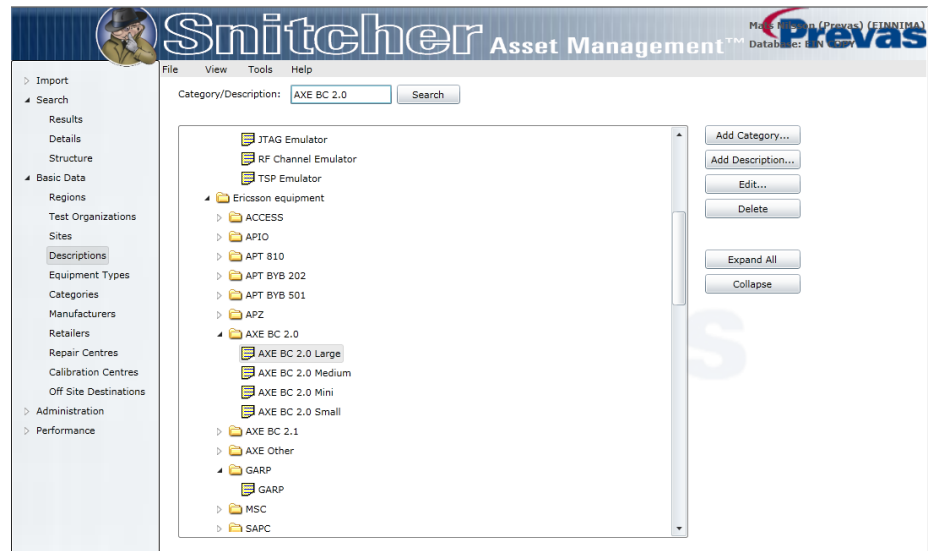 Snitcher Asset Management™
(Prevas) (FINNIMA)
Prevas
File View Tools Help
Category/Description: AXE BC 2.0 Search
Import
Search
Results
Details
Structure
Basic Data
Regions
Test Organizations
Sites
Descriptions
Equipment Types
Categories
Manufacturers
Retailers
Repair Centres
Calibration Centres
Off Site Destinations
Administration
Performance
JTAG Emulator
RF Channel Emulator
TSP Emulator
Ericsson equipment
ACCESS
APIO
APT 810
APT BYB 202
APT BYB 501
APZ
AXE BC 2.0
AXE BC 2.0 Large
AXE BC 2.0 Medium
AXE BC 2.0 Mini
AXE BC 2.0 Small
AXE BC 2.1
AXE Other
GARP
GARP
MSC
SAPC
Add Category...
Add Description...
Edit...
Delete
Expand All
Collapse
s